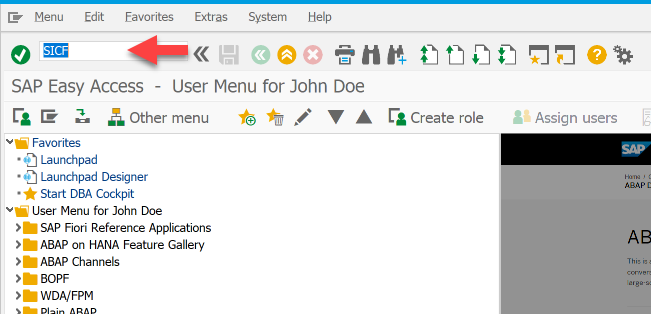 Menu Edit Favorites Extras System Help
SICF
SAP Easy Access - User Menu for John Doe
Other menu Create role Assign users
Favorites
Launchpad
Launchpad Designer
Start DBA Cockpit
User Menu for John Doe
SAP Fiori Reference Applications
ABAP on HANA Feature Gallery
ABAP Channels
BOPF
WDA/FPM
Plain ABAP
SAP
Home
ABAP D
AB
This is
conver
large-s